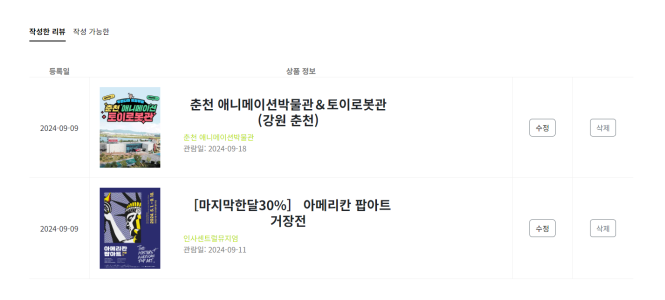 작성한 리뷰 작성 가능한
등록일 상품 정보
2024-09-09
춘천 애니메이션박물관&토이로봇관
(강원 춘천)
춘천 애니메이션박물관
관람일: 2024-09-18
수정 삭제
춘천 애니메이션
토이로봇관
2024-09-09
[마지막한달30%] 아메리칸 팝아트
거장전
인사센트럴뮤지엄
관람일: 2024-09-11
수정 삭제
아메리칸
팝아트